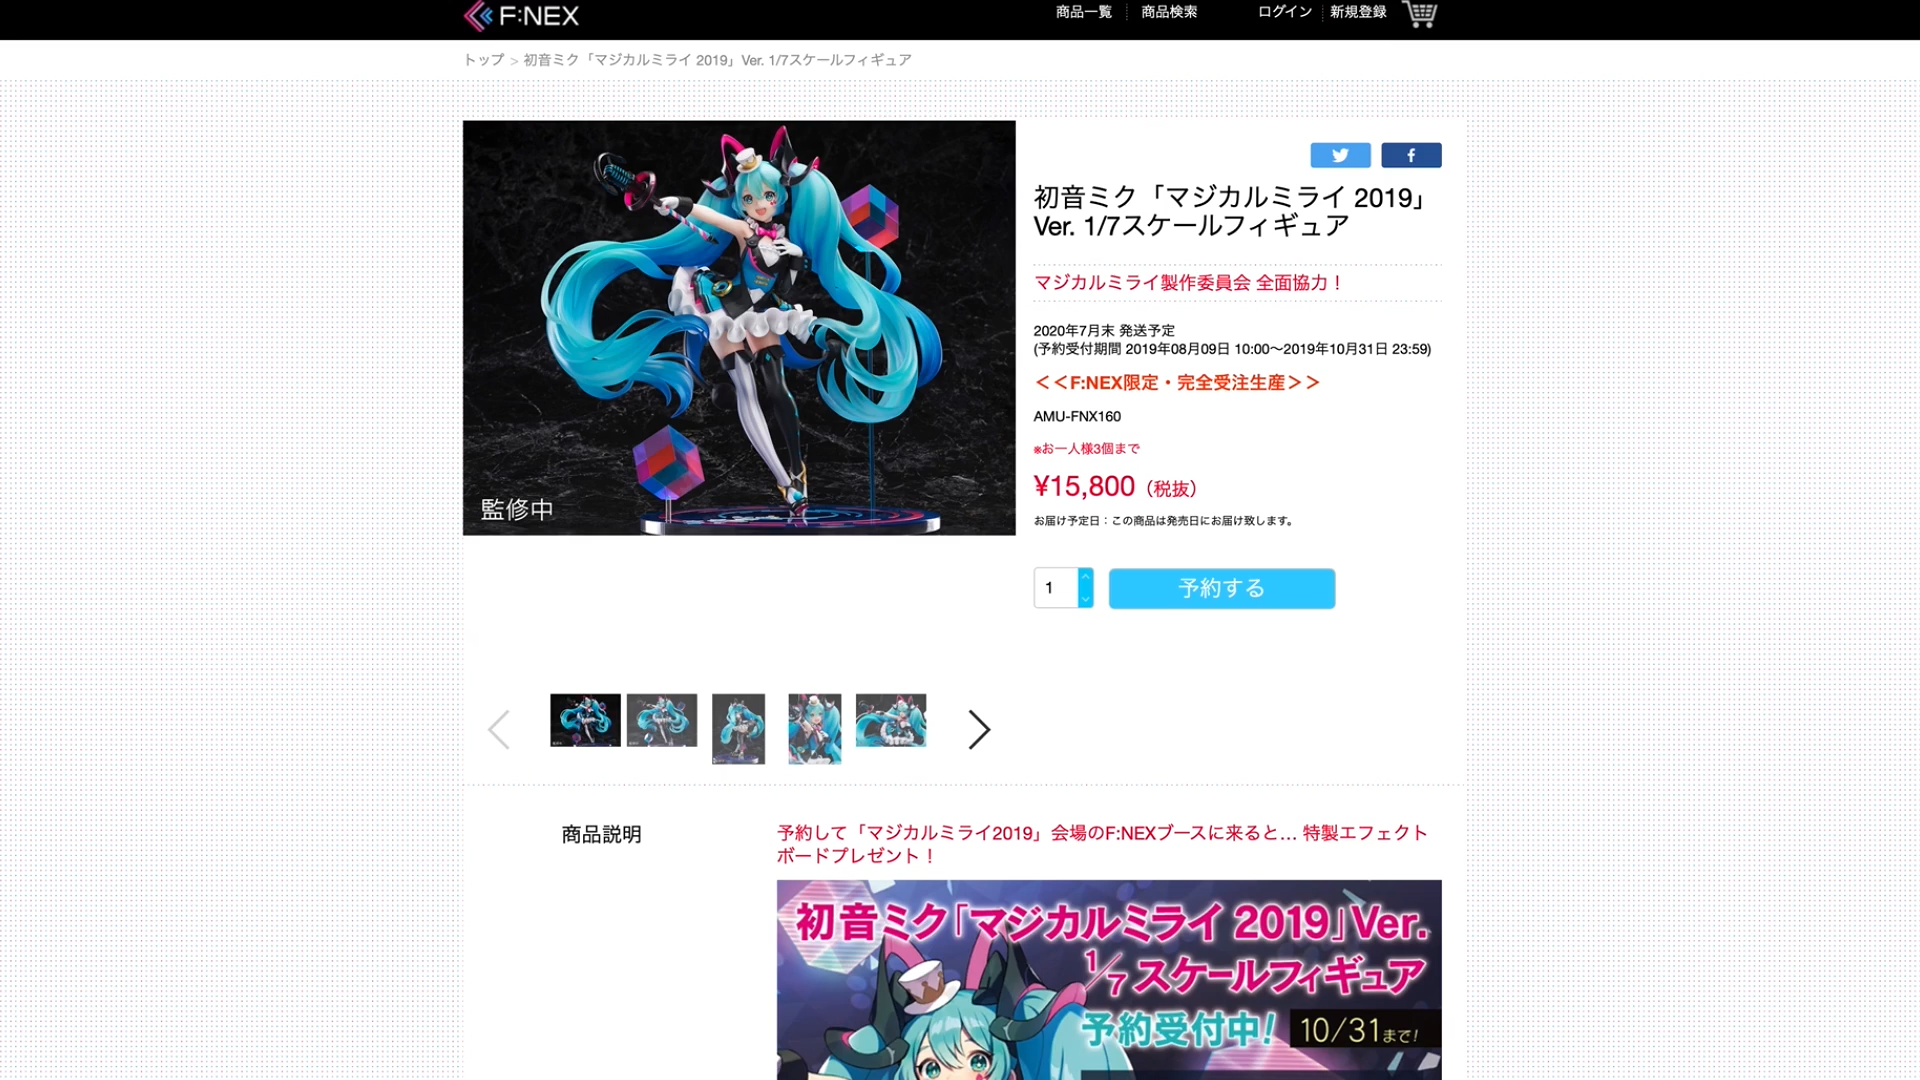 F:NEX
商品一覧
商品検索
ログイン
新規登録
トップ > 初音ミク「マジカルミライ 2019」Ver. 1/7スケールフィギュア
監修中
初音ミク「マジカルミライ 2019」
Ver. 1/7スケールフィギュア
マジカルミライ製作委員会 全面協力！
2020年7月末 発送予定
(予約受付期間 2019年08月09日 10:00〜2019年10月31日 23:59)
＜＜F:NEX限定・完全受注生産＞＞
AMU-FNX160
※お一人様3個まで
¥15,800（税抜）
お届け予定日：この商品は発売日にお届け致します。
1
予約する
商品説明
予約して「マジカルミライ2019」会場のF:NEXブースに来ると... 特製エフェクト
ボードプレゼント！
初音ミク「マジカルミライ 2019」Ver.
1/7スケールフィギュア
予約受付中! 10/31まで!